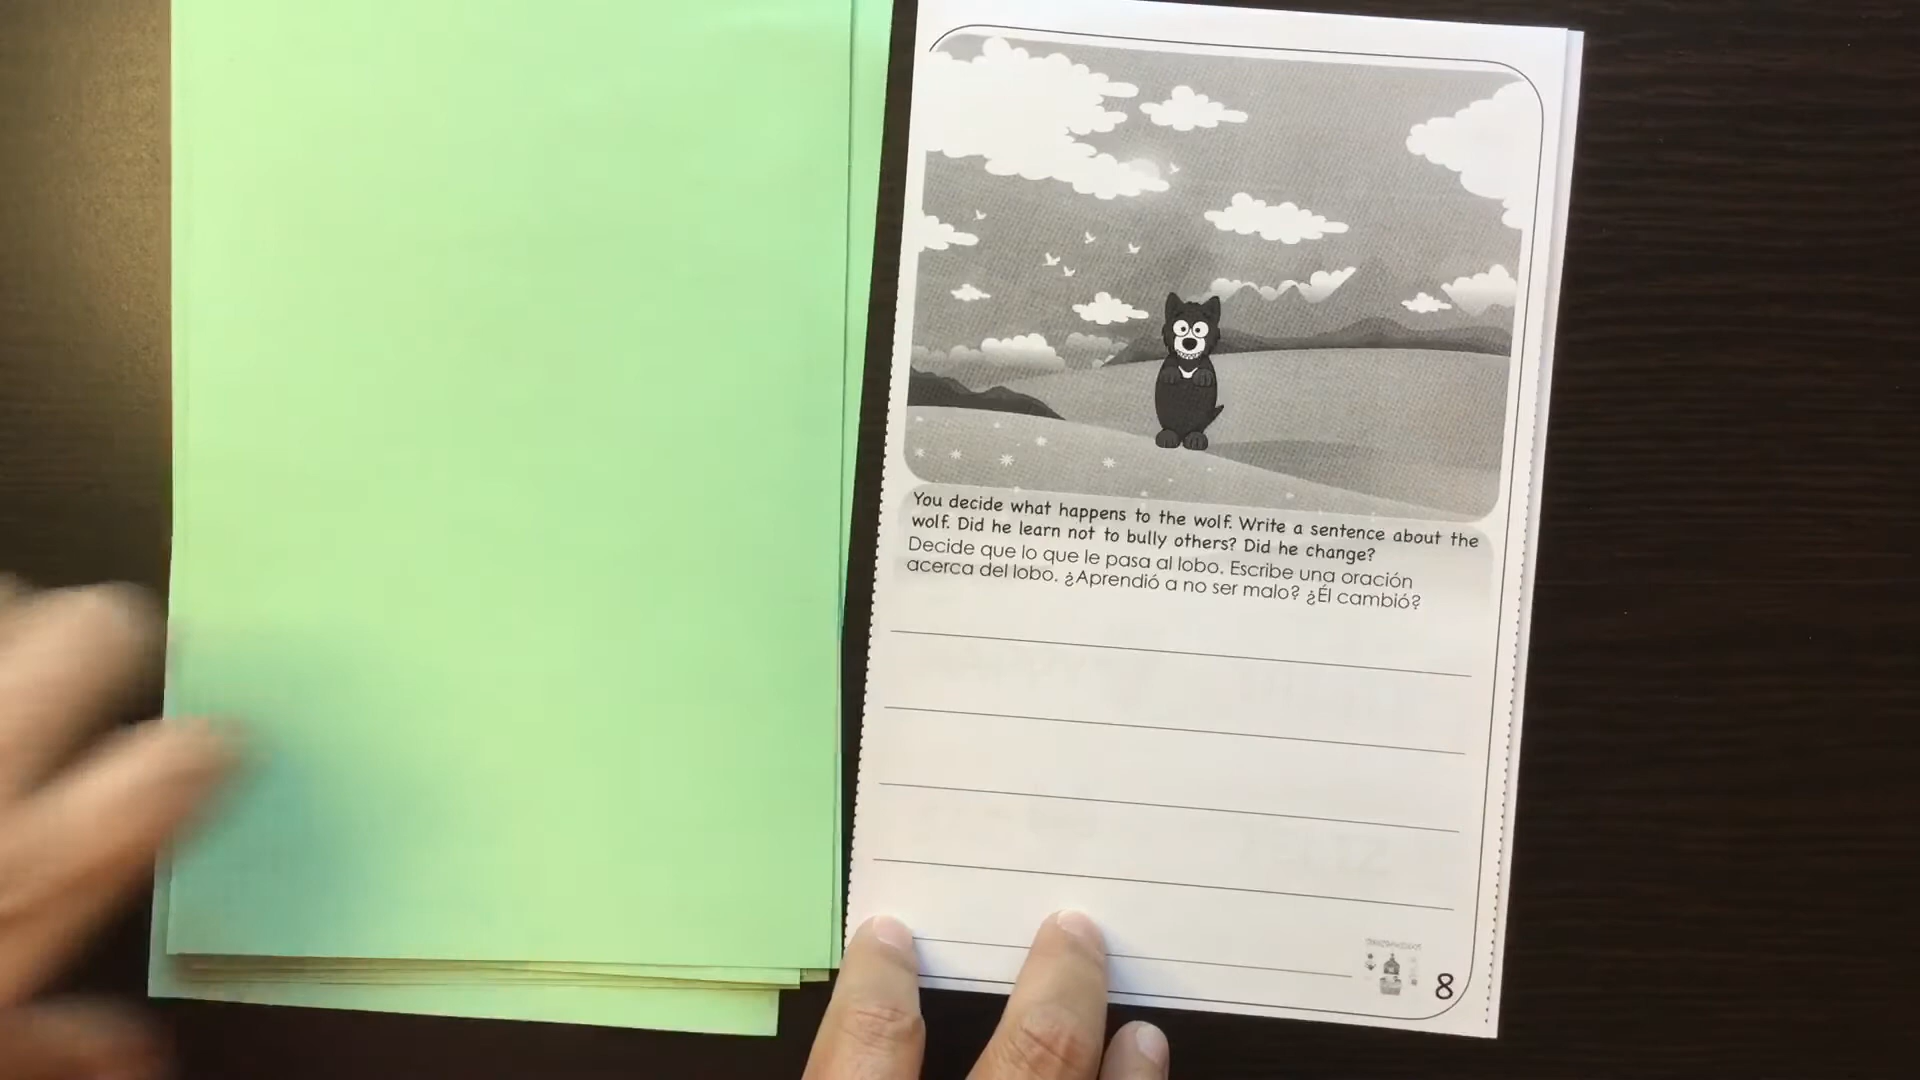 You decide what happens to the wolf. Write a sentence about the
wolf. Did he learn not to bully others? Did he change?
Decide que lo que le pasa al lobo. Escribe una oración
acerca del lobo. ¿Aprendió a no ser malo? ¿Él cambió?
8